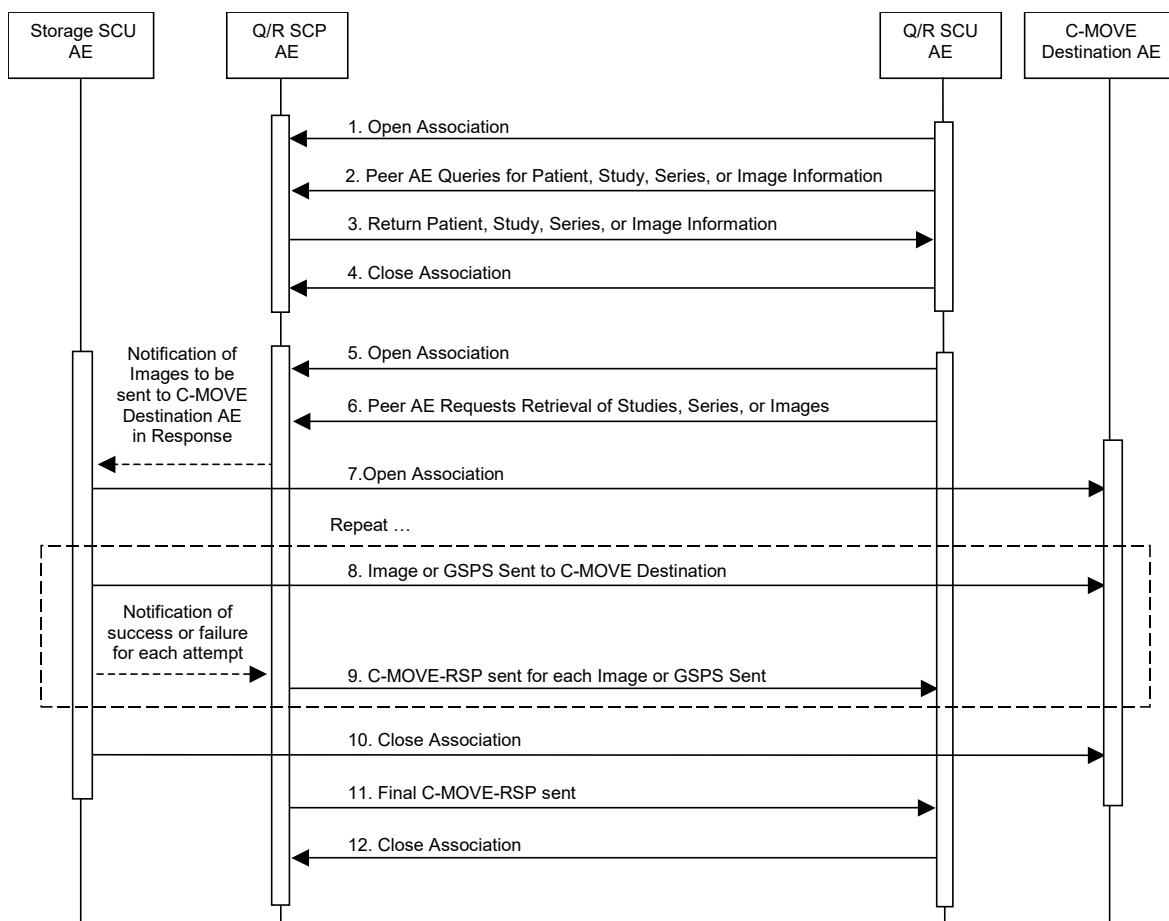 Storage SCU
AE
Q/R SCP
AE
Q/R SCU
AE
C-MOVE
Destination AE
1. Open Association
2. Peer AE Queries for Patient, Study, Series, or Image Information
3. Return Patient, Study, Series, or Image Information
4. Close Association
Notification of
Images to be
sent to C-MOVE
Destination AE
in Response
5. Open Association
6. Peer AE Requests Retrieval of Studies, Series, or Images
7.Open Association
Repeat …
8. Image or GSPS Sent to C-MOVE Destination
Notification of
success or failure
for each attempt
9. C-MOVE-RSP sent for each Image or GSPS Sent
10. Close Association
11. Final C-MOVE-RSP sent
12. Close Association